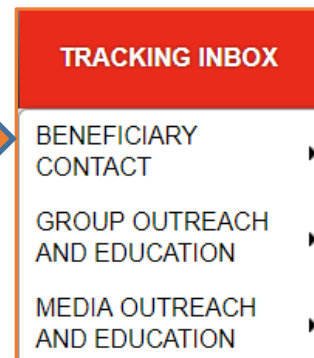 TRACKING INBOX
BENEFICIARY
CONTACT
GROUP OUTREACH
AND EDUCATION
MEDIA OUTREACH
AND EDUCATION